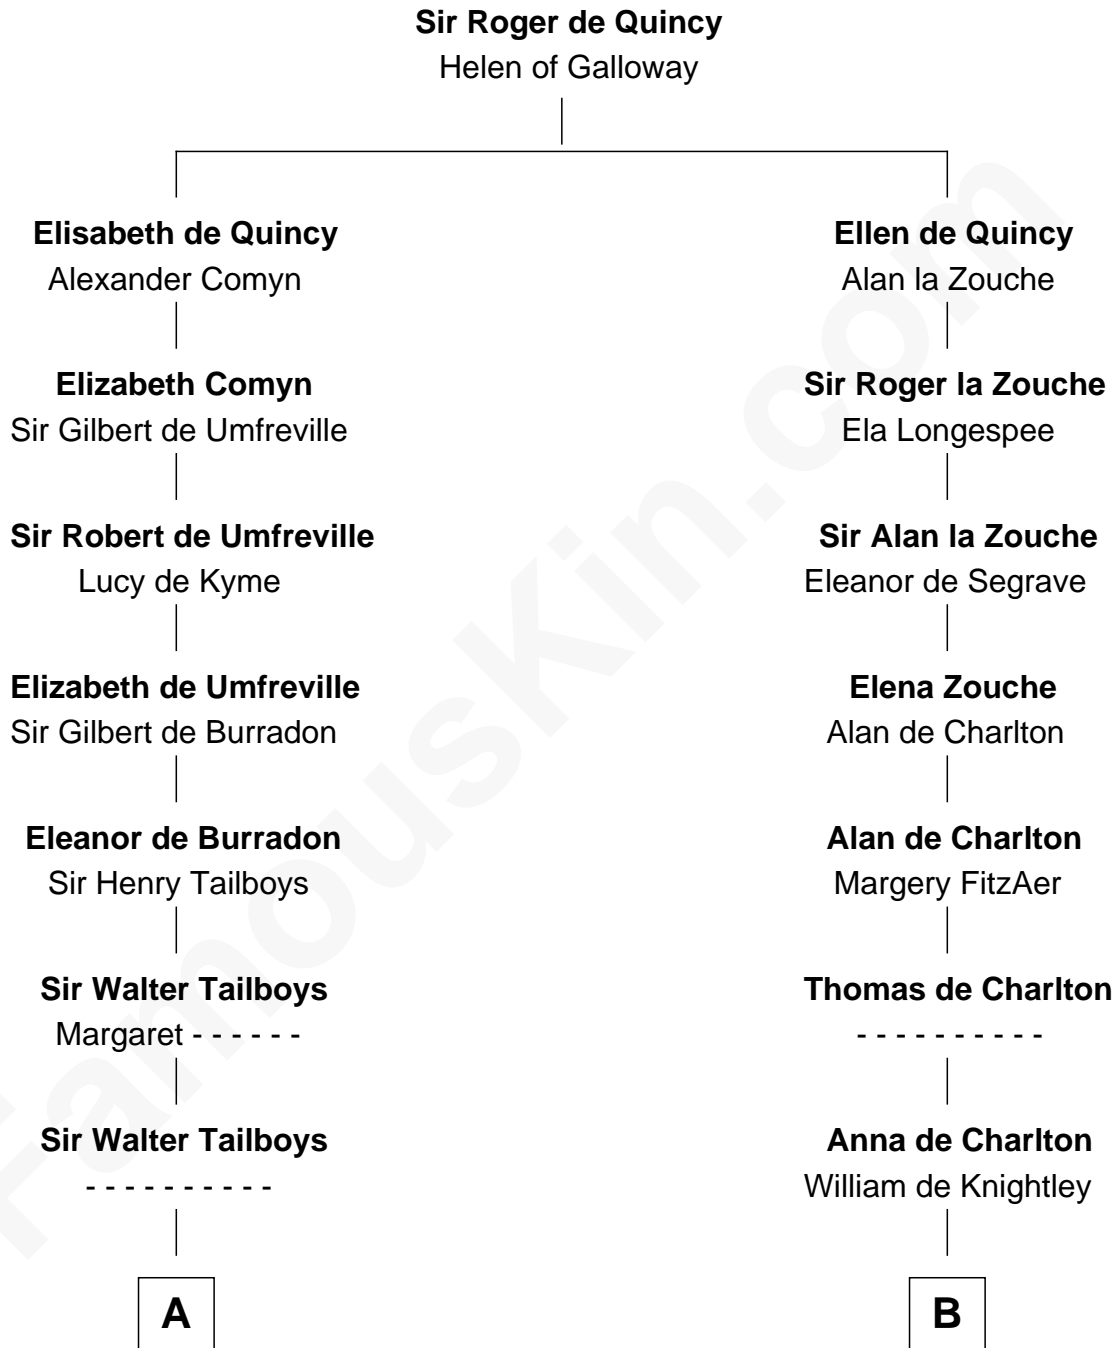 Sir Roger de Quincy
Helen of Galloway
Elisabeth de Quincy
Alexander Comyn
Ellen de Quincy
Alan la Zouche
Elizabeth Comyn
Sir Gilbert de Umfreville
Sir Roger la Zouche
Ela Longespee
Sir Robert de Umfreville
Lucy de Kyme
Sir Alan la Zouche
Eleanor de Segrave
Elizabeth de Umfreville
Sir Gilbert de Burradon
Elena Zouche
Alan de Charlton
Eleanor de Burradon
Sir Henry Tailboys
Alan de Charlton
Margery FitzAer
Sir Walter Tailboys
Margaret - - - - - -
Thomas de Charlton
- - - - - - - - - -
Sir Walter Tailboys
- - - - - - - - - -
Anna de Charlton
William de Knightley
A
B
FamousKin.com